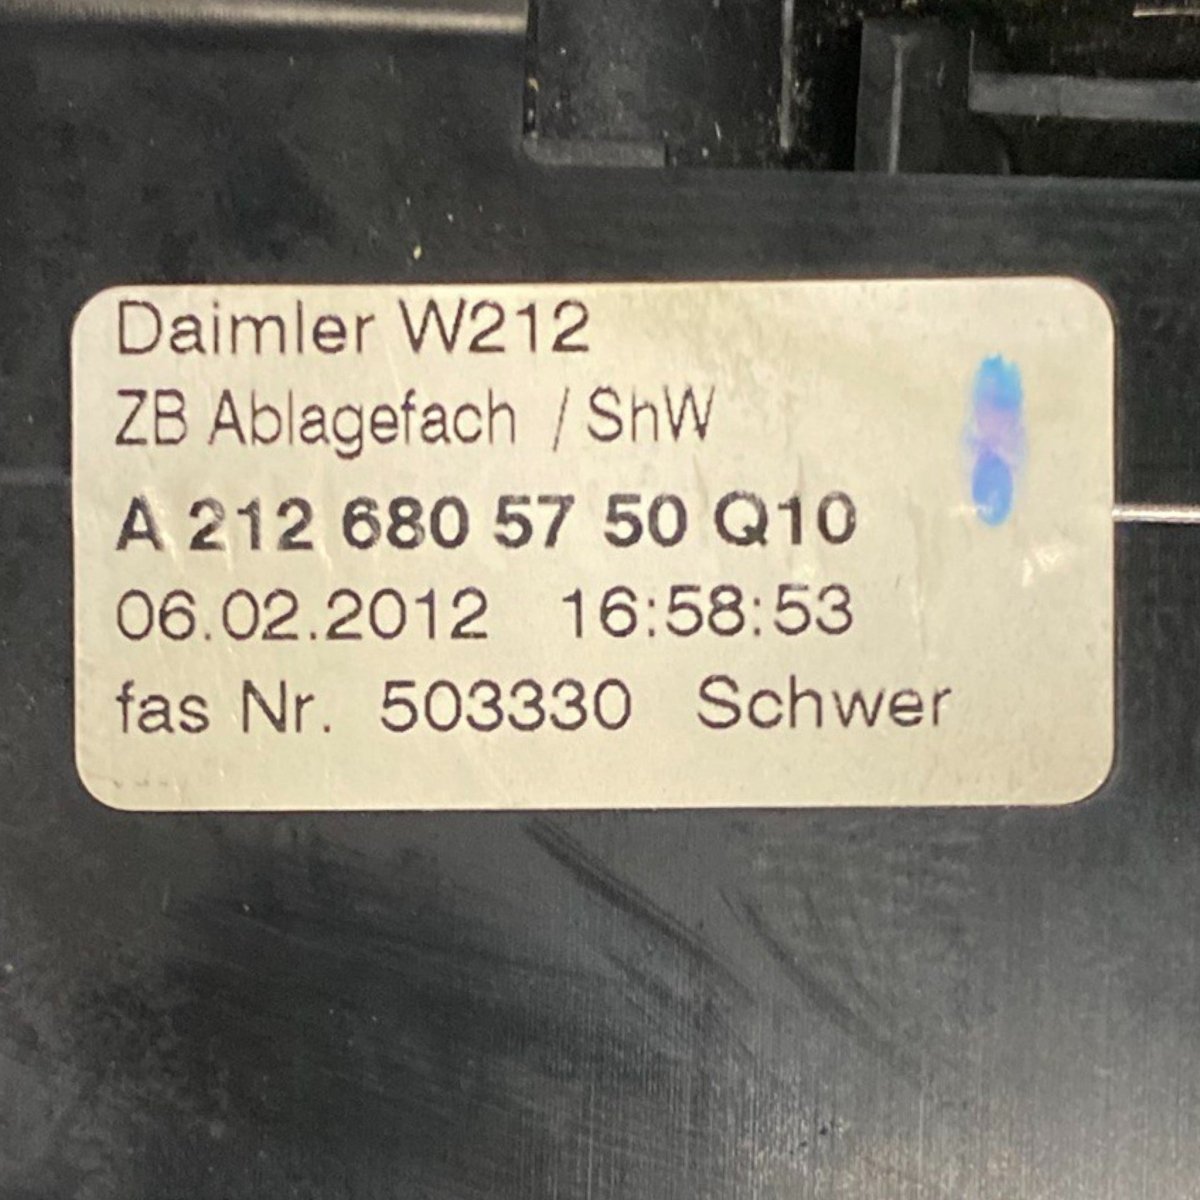 Daimler W212
ZB Ablagefach / ShW
A 212 680 57 50 Q10
06.02.2012 16:58:53
fas Nr. 503330 Schwer